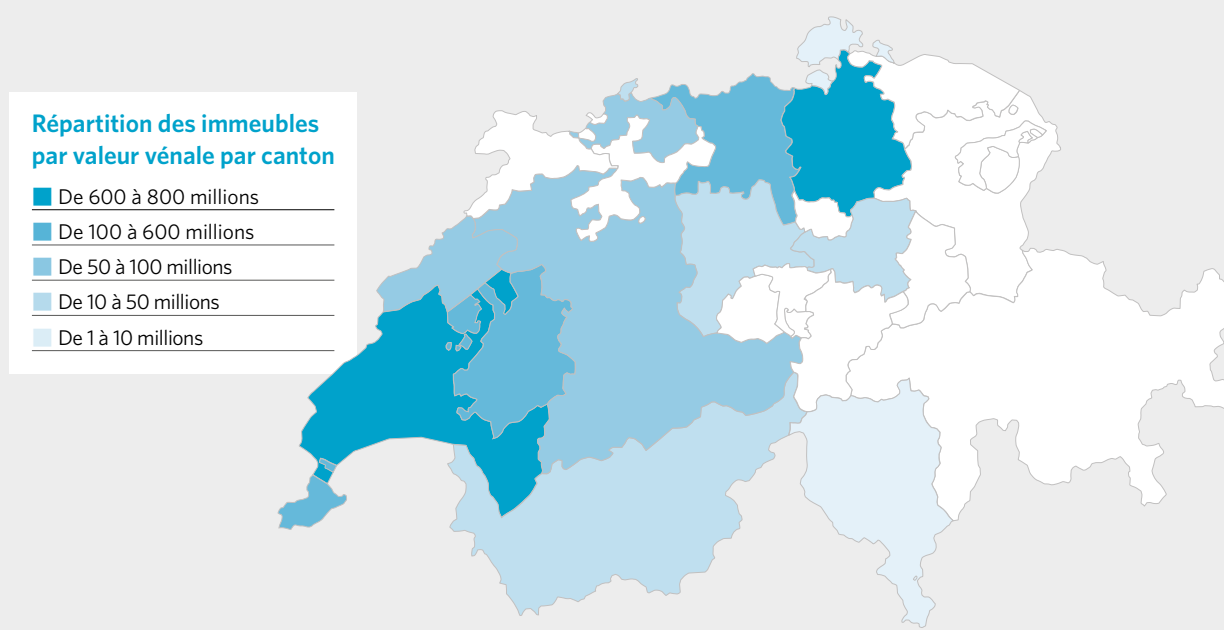 Répartition des immeubles
par valeur vénale par canton
De 600 à 800 millions
De 100 à 600 millions
De 50 à 100 millions
De 10 à 50 millions
De 1 à 10 millions